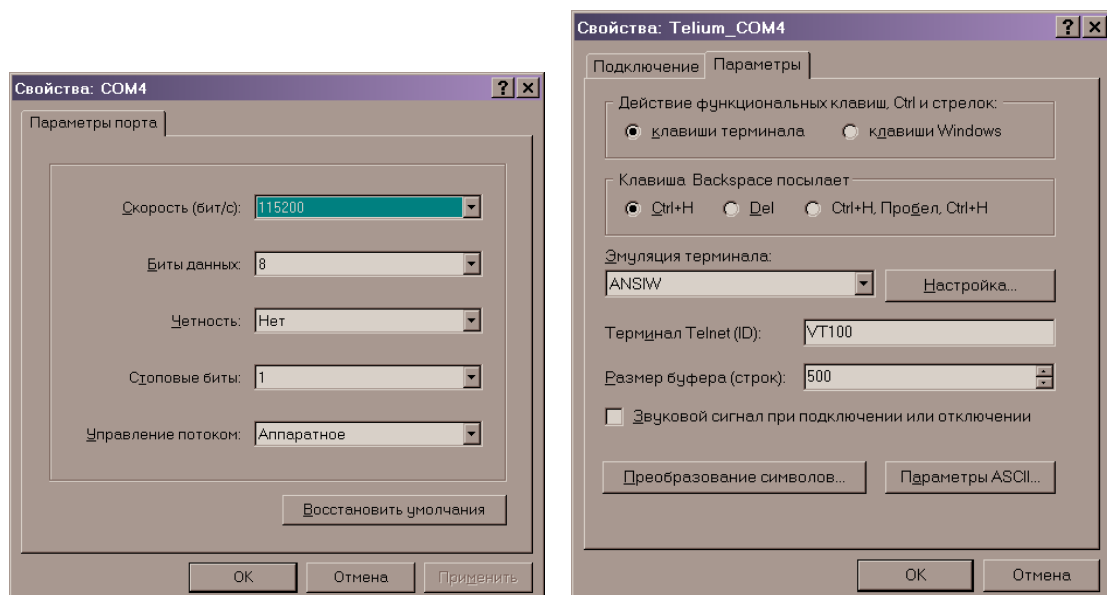 Свойства: COM4
Параметры порта
Скорость (бит/с): 115200
Биты данных: 8
Четность: Нет
Стоповые биты: 1
Управление потоком: Аппаратное
Восстановить умолчания
OK Отмена Применить
Свойства: Telium_COM4
Подключение Параметры
Действие функциональных клавиш, Ctrl и стрелок:
клавиши терминала клавиши Windows
Клавиша Backspace посылает
Ctrl+H Del Ctrl+H, Пробел, Ctrl+H
Эмуляция терминала:
ANSIW Настройка...
Терминал Telnet (ID): VT100
Размер буфера (строк): 500
Звуковой сигнал при подключении или отключении
Преобразование символов... Параметры ASCII...
OK Отмена